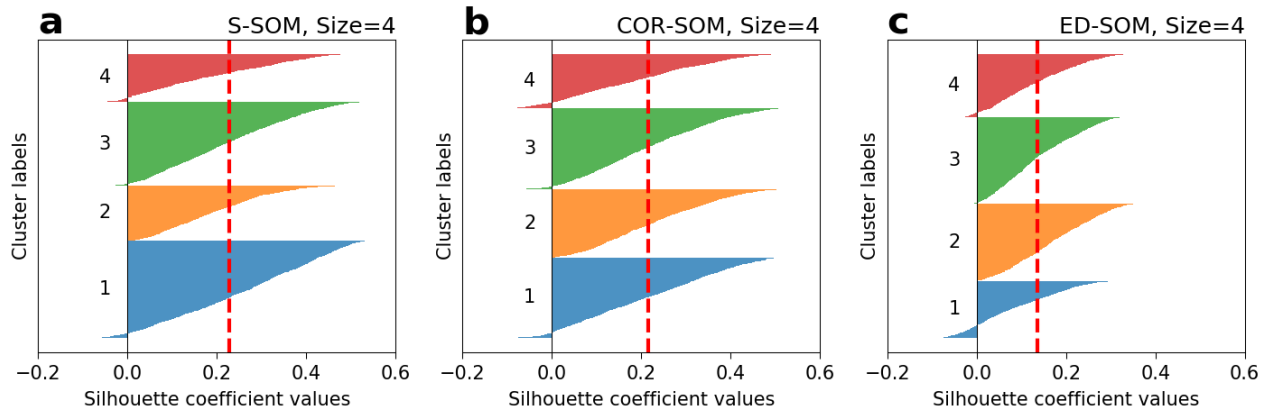 a
S-SOM, Size=4
Cluster labels
4
3
2
1
−0.2
0.0
0.2
0.4
0.6
Silhouette coefficient values
b
COR-SOM, Size=4
Cluster labels
4
3
2
1
−0.2
0.0
0.2
0.4
0.6
Silhouette coefficient values
c
ED-SOM, Size=4
Cluster labels
4
3
2
1
−0.2
0.0
0.2
0.4
0.6
Silhouette coefficient values